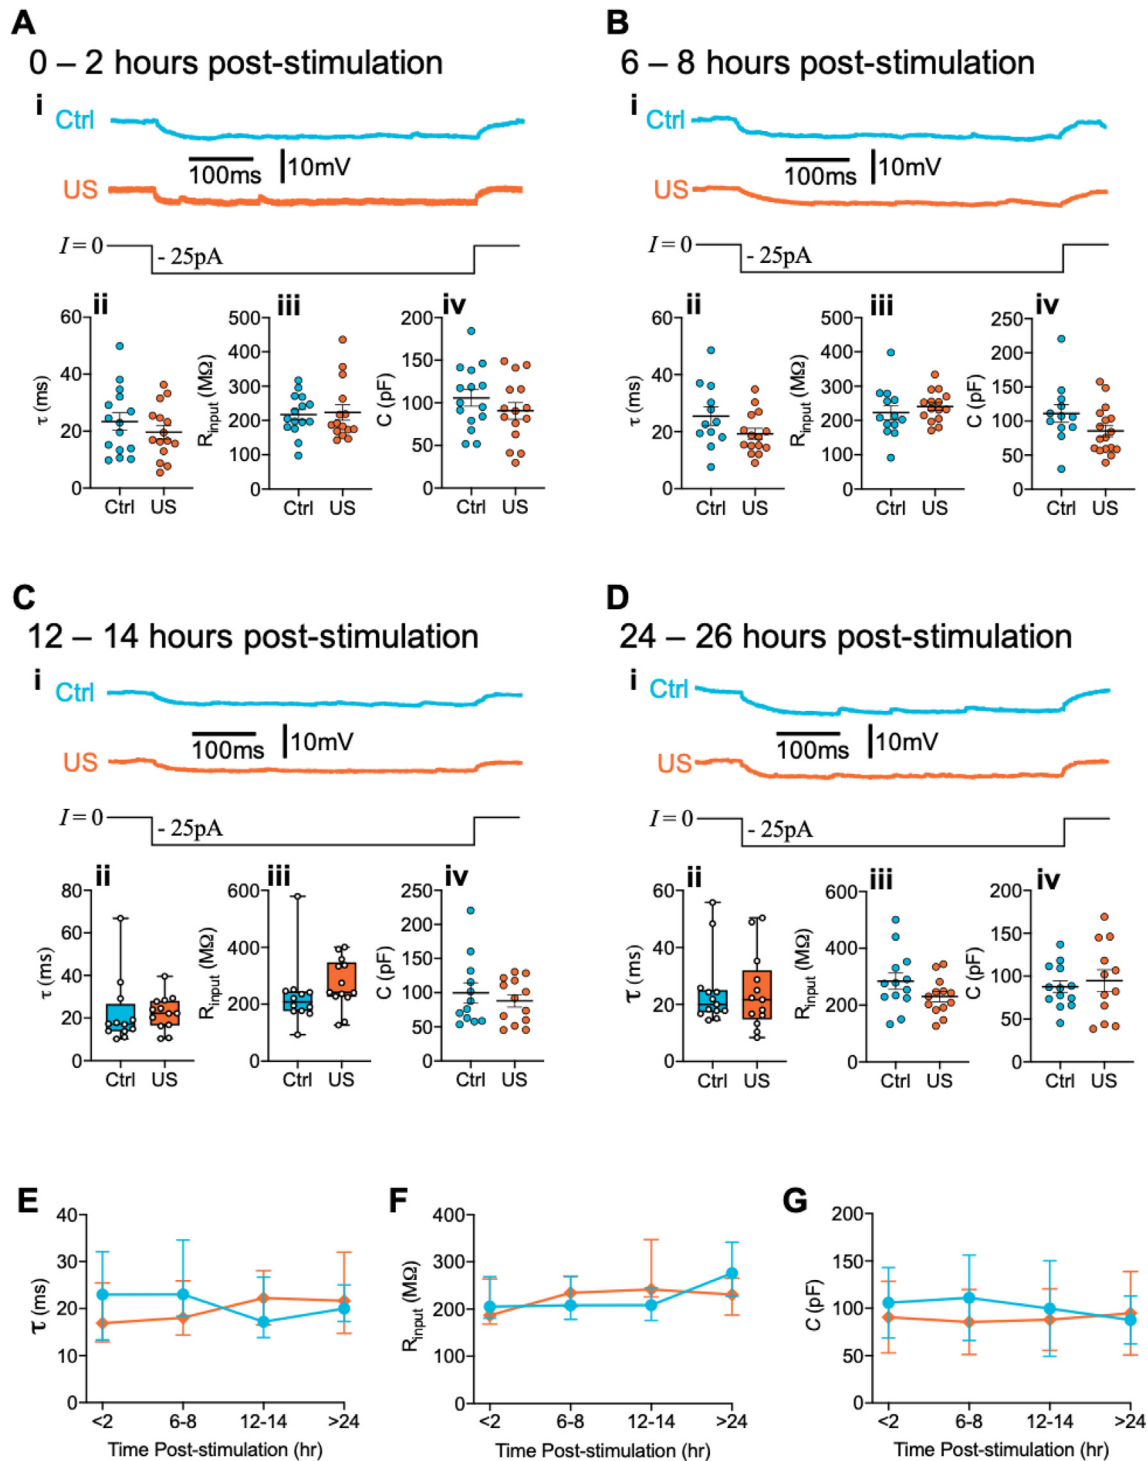 A
0 – 2 hours post-stimulation
i
Ctrl
100ms
10mV
US
I = 0
- 25pA
ii
τ (ms)
60
40
20
0
Ctrl US
iii
R input (MΩ)
500
400
300
200
100
0
Ctrl US
iv
C (pF)
200
150
100
50
0
Ctrl US
B
6 – 8 hours post-stimulation
i
Ctrl
100ms
10mV
US
I = 0
- 25pA
ii
τ (ms)
60
40
20
0
Ctrl US
iii
R input (MΩ)
500
400
300
200
100
0
Ctrl US
iv
C (pF)
250
200
150
100
50
0
Ctrl US
C
12 – 14 hours post-stimulation
i
Ctrl
100ms
10mV
US
I = 0
- 25pA
ii
τ (ms)
80
60
40
20
0
Ctrl US
iii
R input (MΩ)
600
400
200
0
Ctrl US
iv
C (pF)
250
200
150
100
50
0
Ctrl US
D
24 – 26 hours post-stimulation
i
Ctrl
100ms
10mV
US
I = 0
- 25pA
ii
τ (ms)
60
40
20
0
Ctrl US
iii
R input (MΩ)
600
400
200
0
Ctrl US
iv
C (pF)
200
150
100
50
0
Ctrl US
E
τ (ms)
40
30
20
10
0
<2 6-8 12-14 >24
Time Post-stimulation (hr)
F
R input (MΩ)
400
300
200
100
0
<2 6-8 12-14 >24
Time Post-stimulation (hr)
G
C (pF)
200
150
100
50
0
<2 6-8 12-14 >24
Time Post-stimulation (hr)